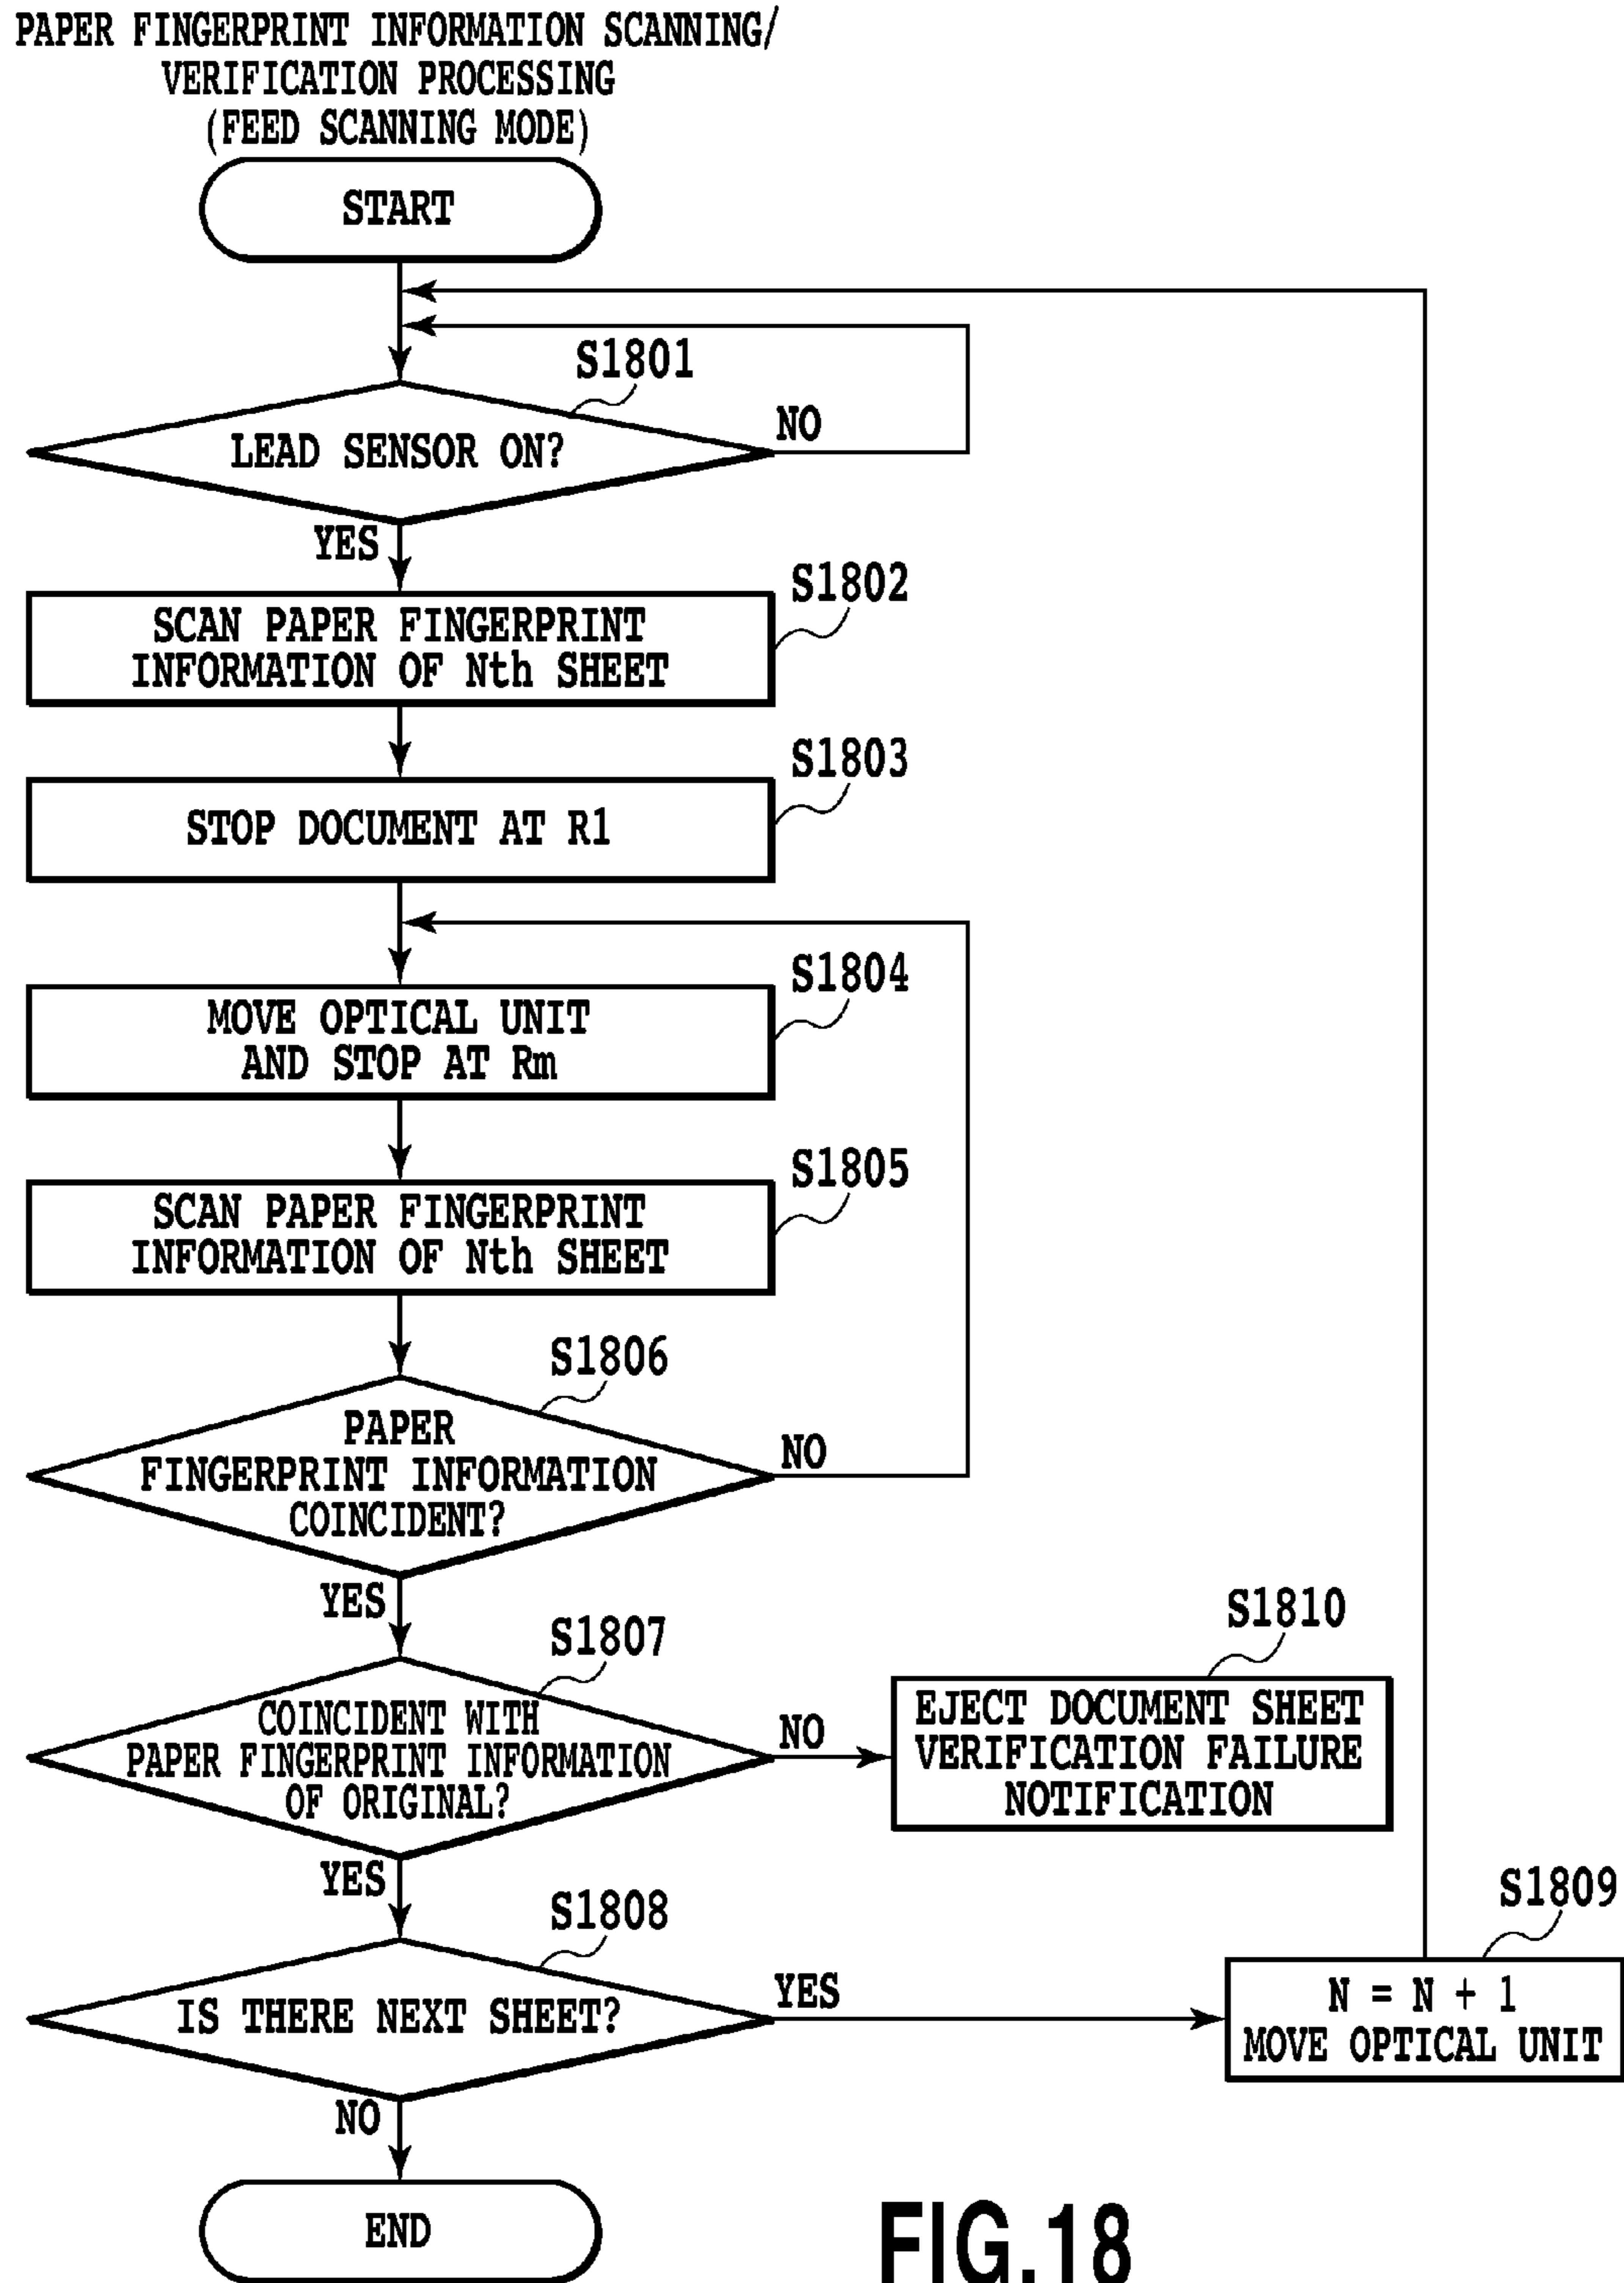 PAPER FINGERPRINT INFORMATION SCANNING/
VERIFICATION PROCESSING
(FEED SCANNING MODE)
START
S1801
LEAD SENSOR ON?
NO
YES
S1802
SCAN PAPER FINGERPRINT
INFORMATION OF Nth SHEET
S1803
STOP DOCUMENT AT R1
S1804
MOVE OPTICAL UNIT
AND STOP AT Rm
S1805
SCAN PAPER FINGERPRINT
INFORMATION OF Nth SHEET
S1806
PAPER
FINGERPRINT INFORMATION
COINCIDENT?
NO
YES
S1807
COINCIDENT WITH
PAPER FINGERPRINT INFORMATION
OF ORIGINAL?
NO
S1810
EJECT DOCUMENT SHEET
VERIFICATION FAILURE
NOTIFICATION
YES
S1808
IS THERE NEXT SHEET?
YES
S1809
N = N + 1
MOVE OPTICAL UNIT
NO
END
FIG.18